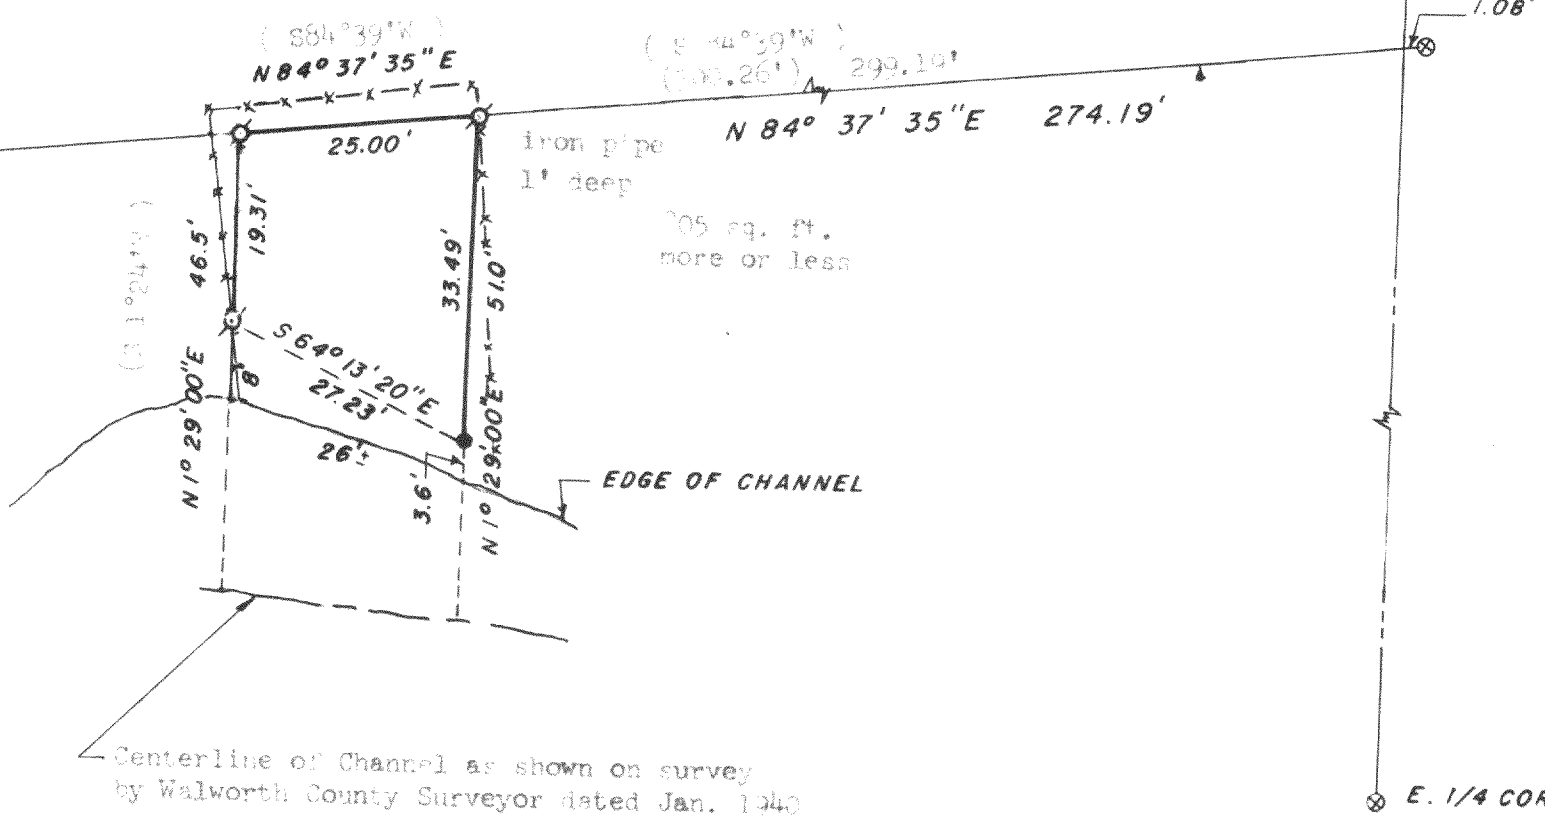 1.08'
( S84°39'W )
N 84° 37' 35" E
299.19'
N 84° 37' 35"E 274.19'
25.00'
iron pipe
1' deep
19.31'
46.5'
33.49'
51.0'
sq. ft.
more or less
S 64° 13' 20" E
27.23'
8'
N 1° 29' 00" E
N 1° 29' 00" E
26'±
3.6'
EDGE OF CHANNEL
Centerline of Channel as shown on survey
by Walworth County Surveyor dated Jan. 1940
E. 1/4 COR